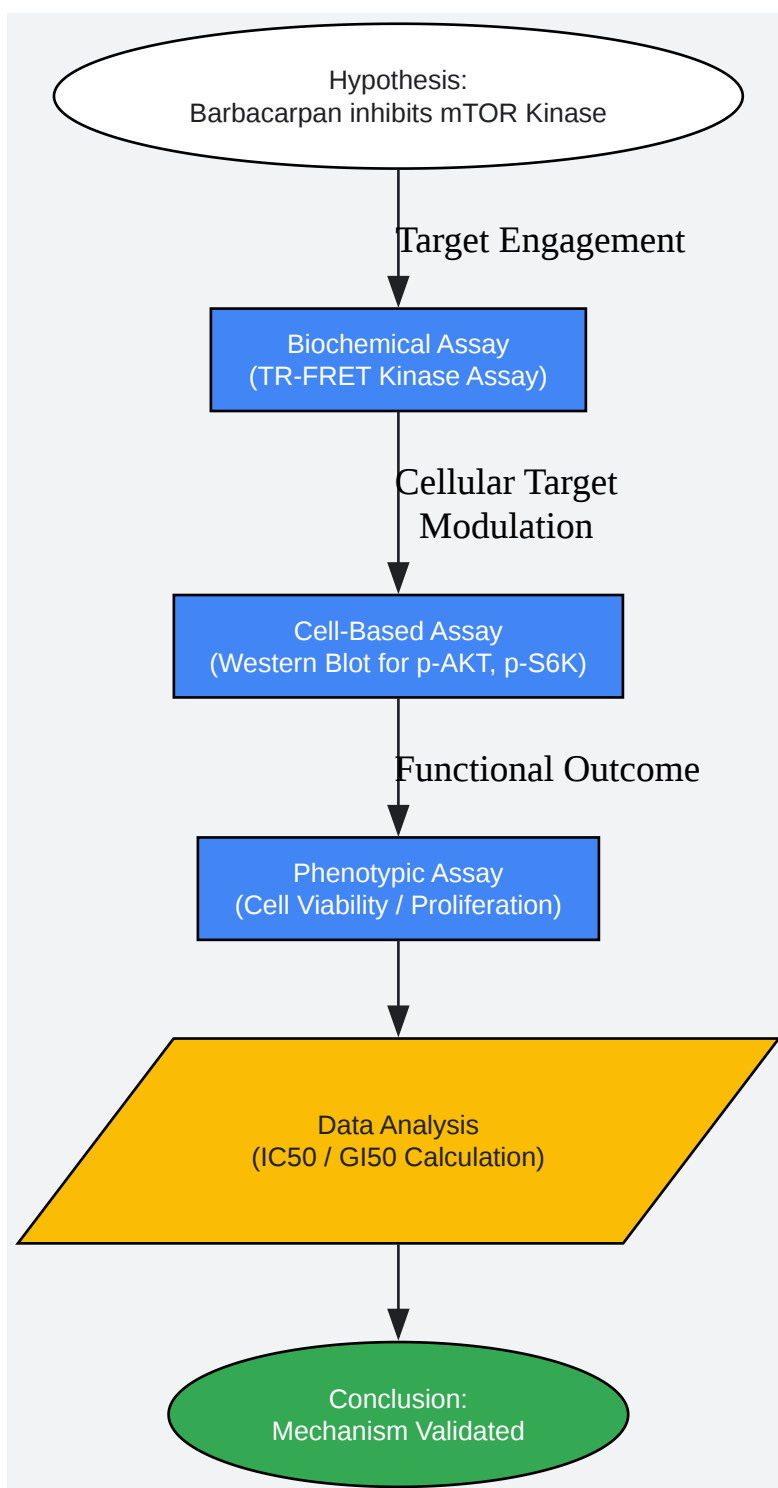 Hypothesis:
Barbacarpan inhibits mTOR Kinase
Target Engagement
Biochemical Assay
(TR-FRET Kinase Assay)
Cellular Target
Modulation
Cell-Based Assay
(Western Blot for p-AKT, p-S6K)
Functional Outcome
Phenotypic Assay
(Cell Viability / Proliferation)
Data Analysis
(IC50 / GI50 Calculation)
Conclusion:
Mechanism Validated